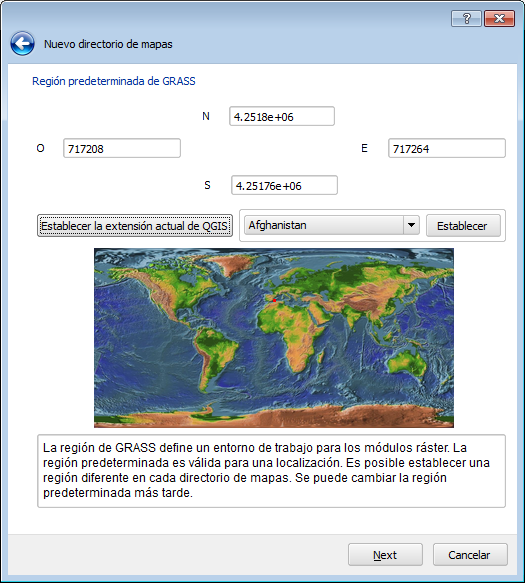 Nuevo directorio de mapas
Región predeterminada de GRASS
N 4.2518e+06
O 717208 E 717264
S 4.25176e+06
Establecer la extensión actual de QGIS Afghanistan Establecer
La región de GRASS define un entorno de trabajo para los módulos ráster. La
región predeterminada es válida para una localización. Es posible establecer una
región diferente en cada directorio de mapas. Se puede cambiar la región
predeterminada más tarde.
Next Cancelar